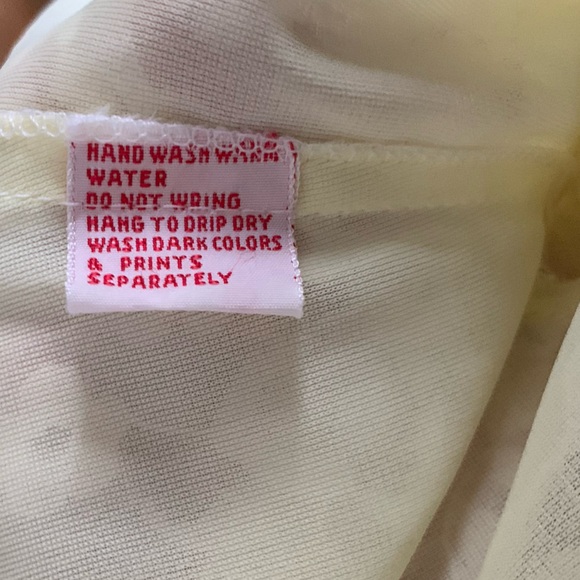 HAND WASH WARM
WATER
DO NOT WRING
HANG TO DRIP DRY
WASH DARK COLORS
& PRINTS
SEPARATELY